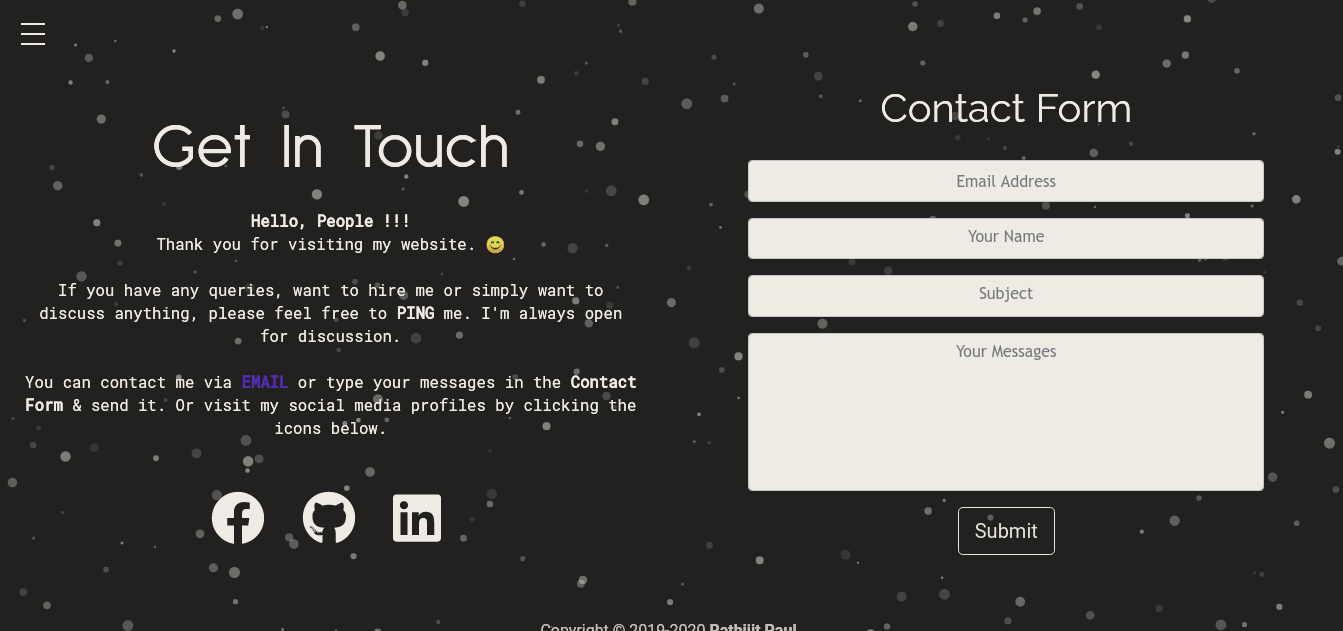 Get In Touch
Hello, People !!!
Thank you for visiting my website. 😊
If you have any queries, want to hire me or simply want to
discuss anything, please feel free to PING me. I'm always open
for discussion.
You can contact me via EMAIL or type your messages in the Contact
Form & send it. Or visit my social media profiles by clicking the
icons below.
Contact Form
Email Address
Your Name
Subject
Your Messages
Submit
Copyright © 2019-2020 Rathijit Paul